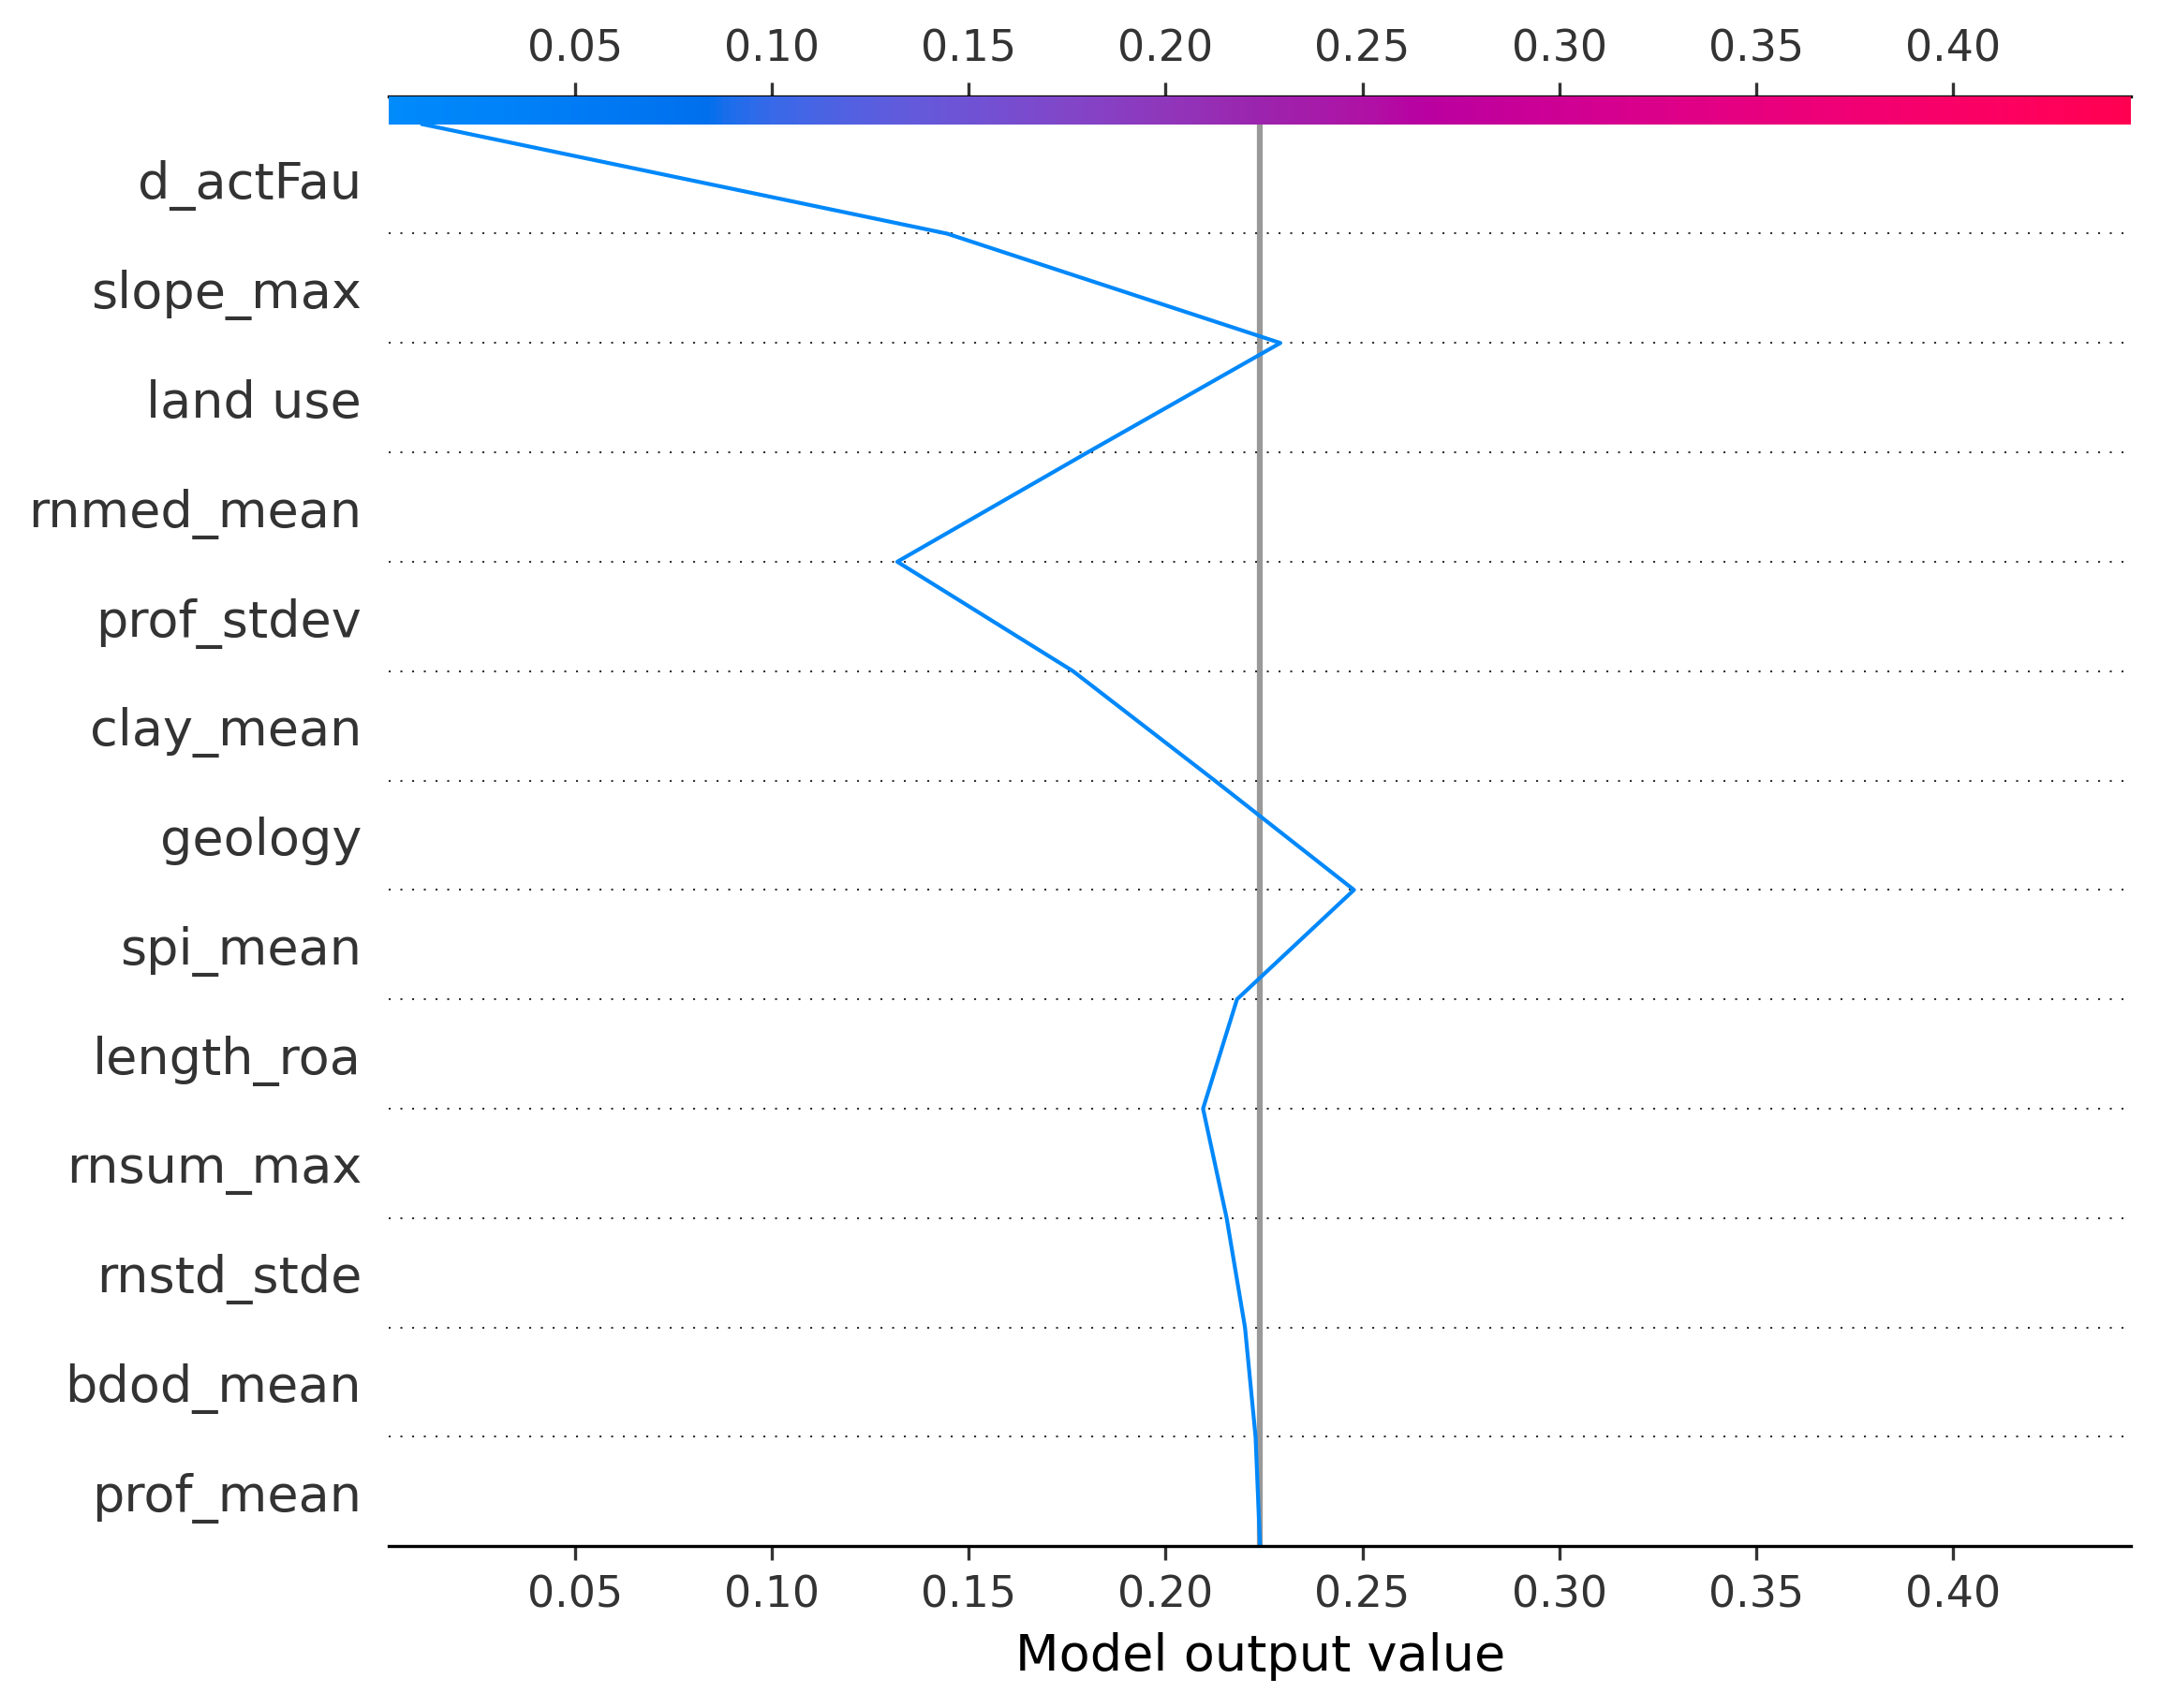 0.05 0.10 0.15 0.20 0.25 0.30 0.35 0.40
d_actFau
slope_max
land use
rnmed_mean
prof_stdev
clay_mean
geology
spi_mean
length_roa
rnsum_max
rnstd_stde
bdod_mean
prof_mean
0.05 0.10 0.15 0.20 0.25 0.30 0.35 0.40
Model output value